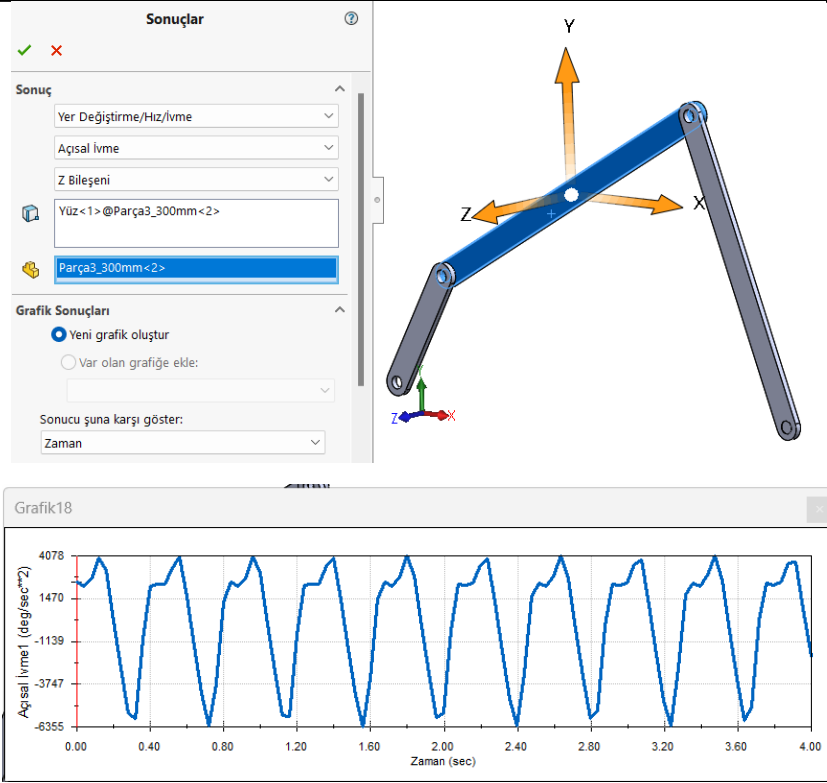 Sonuçlar
Sonuç
Yer Değiştirme/Hız/İvme
Açısal İvme
Z Bileşeni
Yüz<1>@Parça3_300mm<2>
Parça3_300mm<2>
Grafik Sonuçları
Yeni grafik oluştur
Var olan grafiğe ekle:
Sonucu şuna karşı göster:
Zaman
Y
Z
X
Y
Z
X
Grafik18
Açısal İvme1 (deg/sec**2)
4078
1470
-1139
-3747
-6355
0.00 0.40 0.80 1.20 1.60 2.00 2.40 2.80 3.20 3.60 4.00
Zaman (sec)